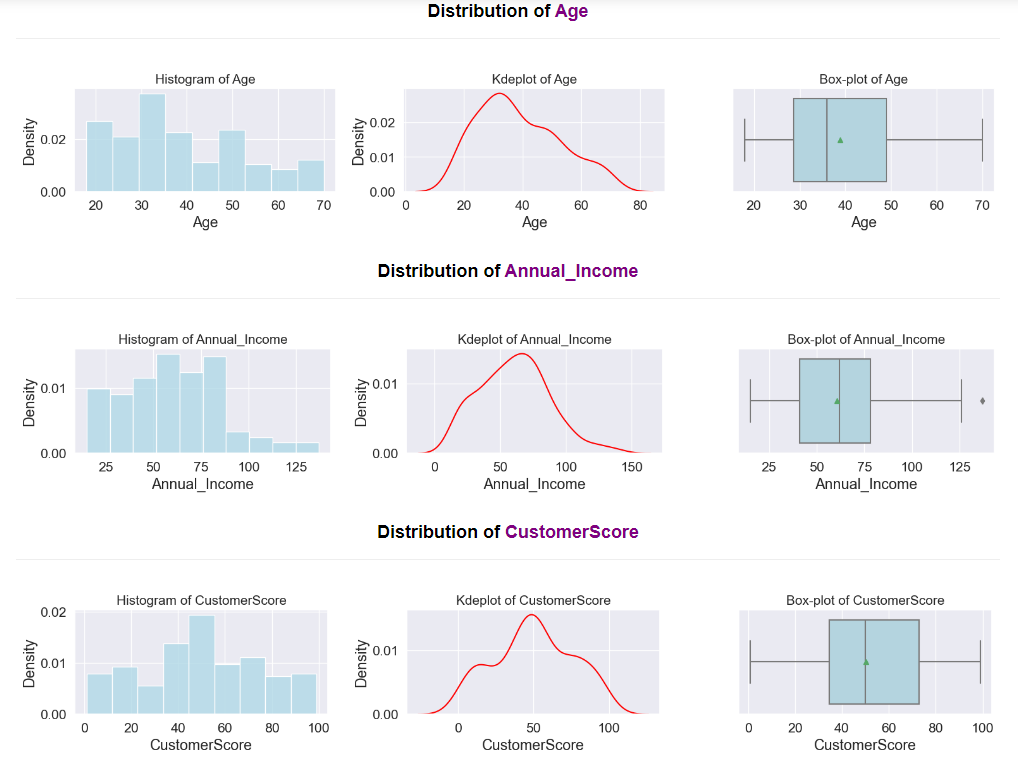 Distribution of Age
Histogram of Age Kdeplot of Age Box-plot of Age
Density 0.02 0.00 Density 0.02 0.01 0.00
20 30 40 50 60 70 0 20 40 60 80 20 30 40 50 60 70
Age Age Age
Distribution of Annual_Income
Histogram of Annual_Income Kdeplot of Annual_Income Box-plot of Annual_Income
Density 0.01 0.00 Density 0.01 0.00
25 50 75 100 125 0 50 100 150 25 50 75 100 125
Annual_Income Annual_Income Annual_Income
Distribution of CustomerScore
Histogram of CustomerScore Kdeplot of CustomerScore Box-plot of CustomerScore
Density 0.02 0.01 0.00 Density 0.01 0.00
0 20 40 60 80 100 0 50 100 0 20 40 60 80 100
CustomerScore CustomerScore CustomerScore